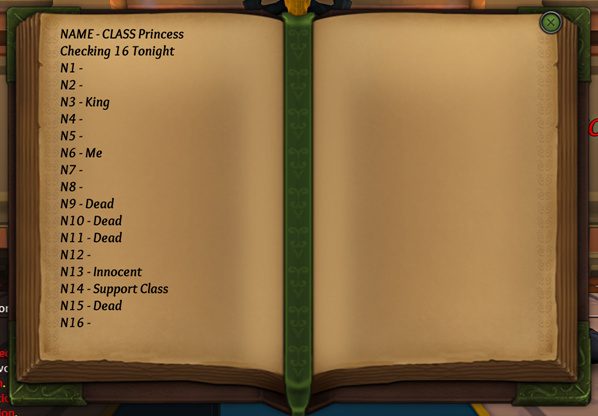 NAME - CLASS Princess
Checking 16 Tonight
N1 -
N2 -
N3 - King
N4 -
N5 -
N6 - Me
N7 -
N8 -
N9 - Dead
N10 - Dead
N11 - Dead
N12 -
N13 - Innocent
N14 - Support Class
N15 - Dead
N16 -